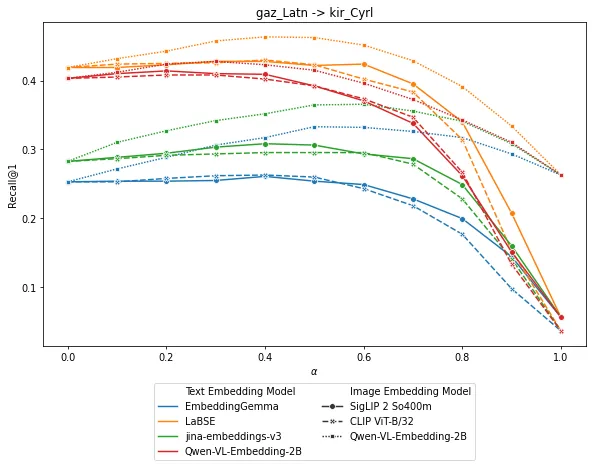 gaz_Latn -> kir_Cyrl
Recall@1
0.4
0.3
0.2
0.1
0.0 0.2 0.4 0.6 0.8 1.0
α
Text Embedding Model Image Embedding Model
EmbeddingGemma SigLIP 2 So400m
LaBSE CLIP ViT-B/32
jina-embeddings-v3 Qwen-VL-Embedding-2B
Qwen-VL-Embedding-2B